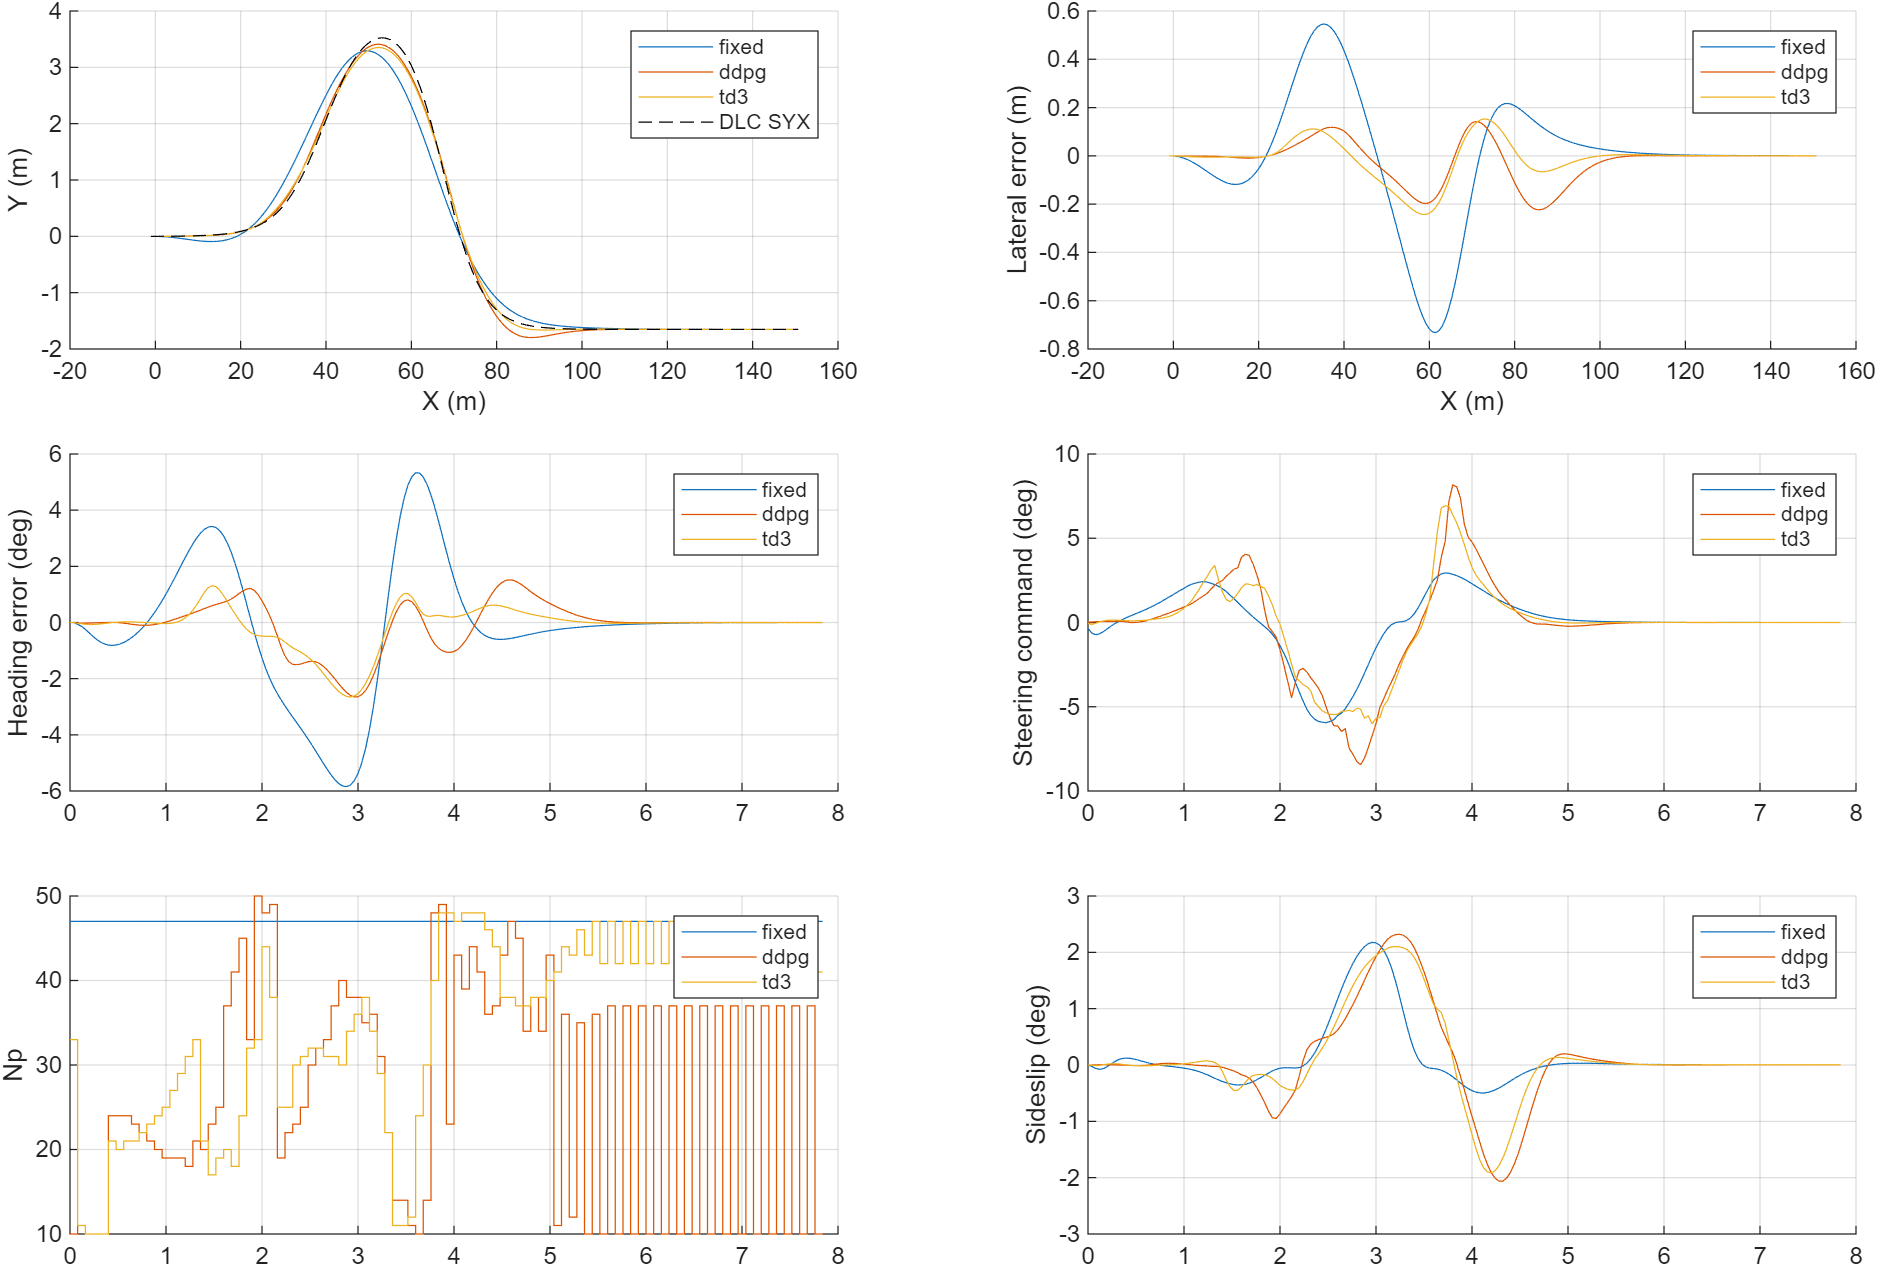 4
3
2
1
0
-1
-2
Y (m)
-20 0 20 40 60 80 100 120 140 160
X (m)
fixed
ddpg
td3
DLC SYX
0.6
0.4
0.2
0
-0.2
-0.4
-0.6
-0.8
Lateral error (m)
-20 0 20 40 60 80 100 120 140 160
X (m)
fixed
ddpg
td3
6
4
2
0
-2
-4
-6
Heading error (deg)
0 1 2 3 4 5 6 7 8
fixed
ddpg
td3
10
5
0
-5
-10
Steering command (deg)
0 1 2 3 4 5 6 7 8
fixed
ddpg
td3
50
40
30
20
10
Np
0 1 2 3 4 5 6 7 8
fixed
ddpg
td3
3
2
1
0
-1
-2
-3
Sideslip (deg)
0 1 2 3 4 5 6 7 8
fixed
ddpg
td3